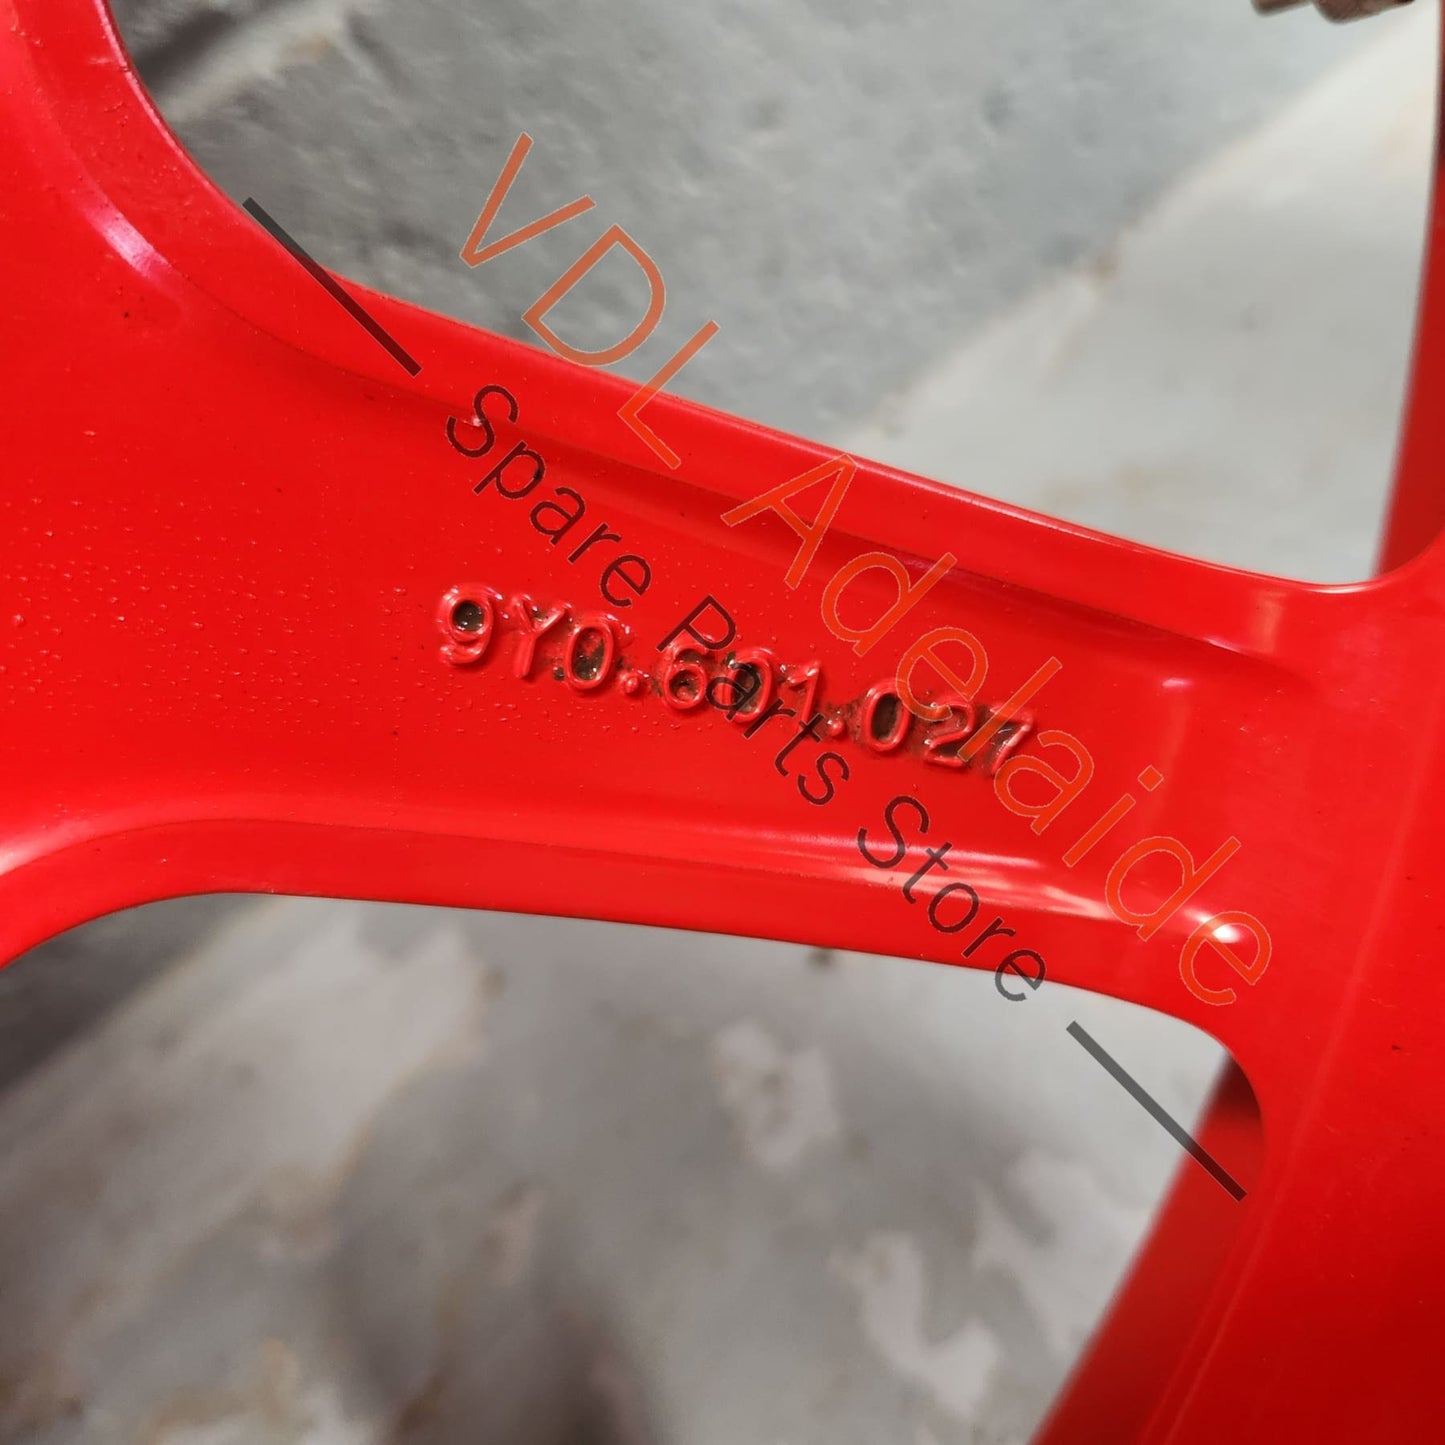 VDL Adelaide
Spare Parts Store
9Y0.601.027